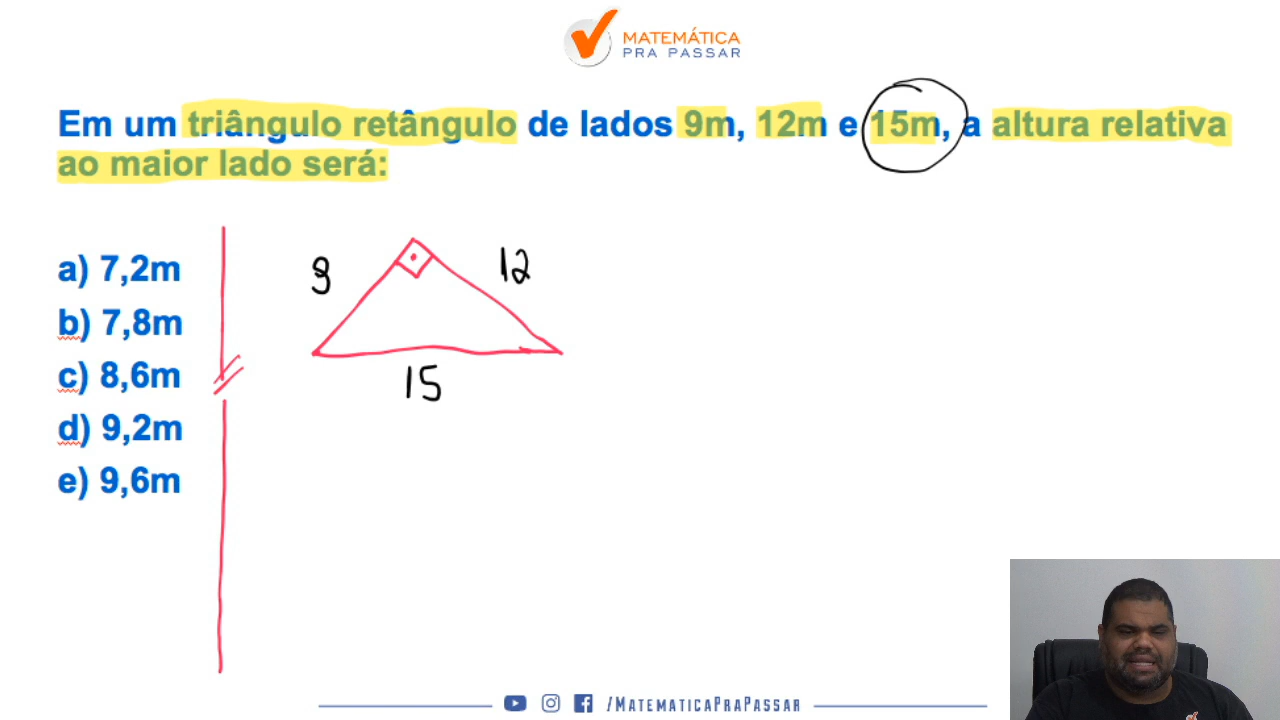 MATEMÁTICA
PRA PASSAR
Em um triângulo retângulo de lados 9m, 12m e 15m, a altura relativa
ao maior lado será:
a) 7,2m
b) 7,8m
c) 8,6m
d) 9,2m
e) 9,6m
9
12
15
/MATEMATICAPRAPASSAR